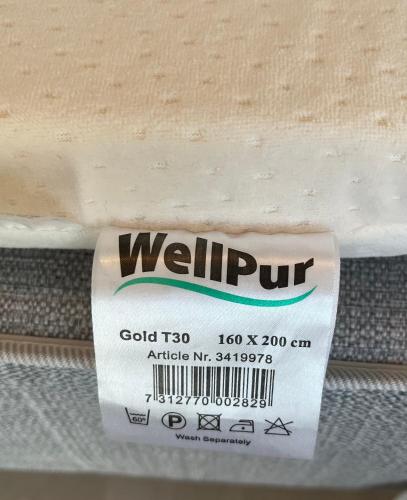 WellPur
Gold T30 160 X 200 cm
Article Nr. 3419978
7 312770 002829
60° P
Wash Separately